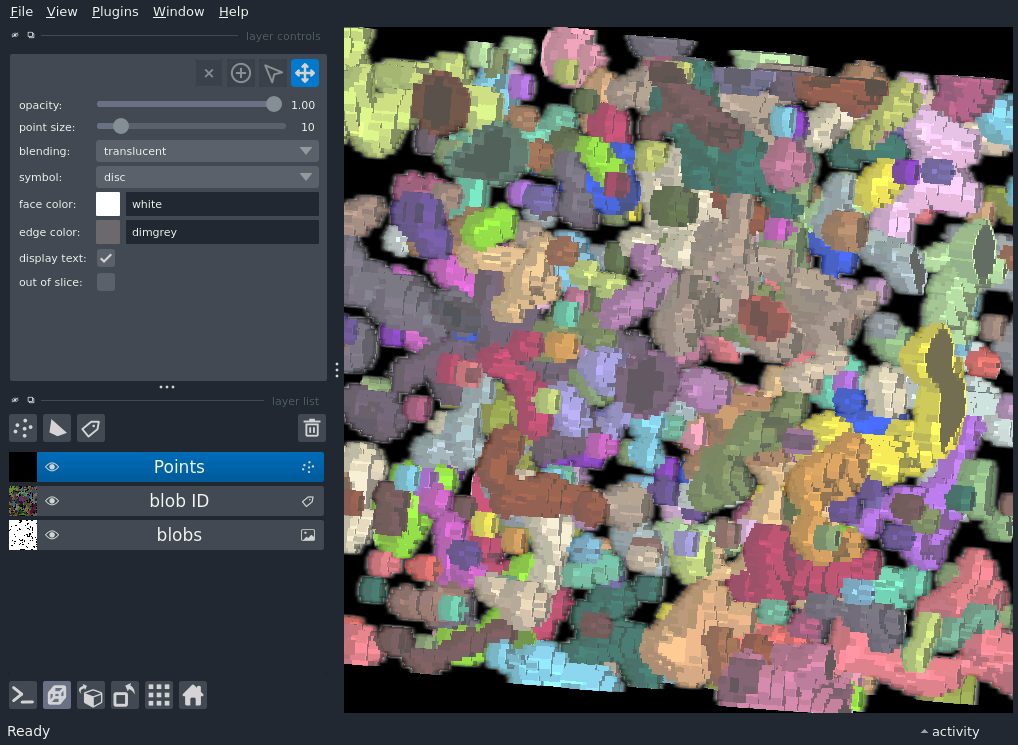 File View Plugins Window Help
layer controls
opacity: 1.00
point size: 10
blending: translucent
symbol: disc
face color: white
edge color: dimgrey
display text:
out of slice:
layer list
Points
blob ID
blobs
Ready
activity